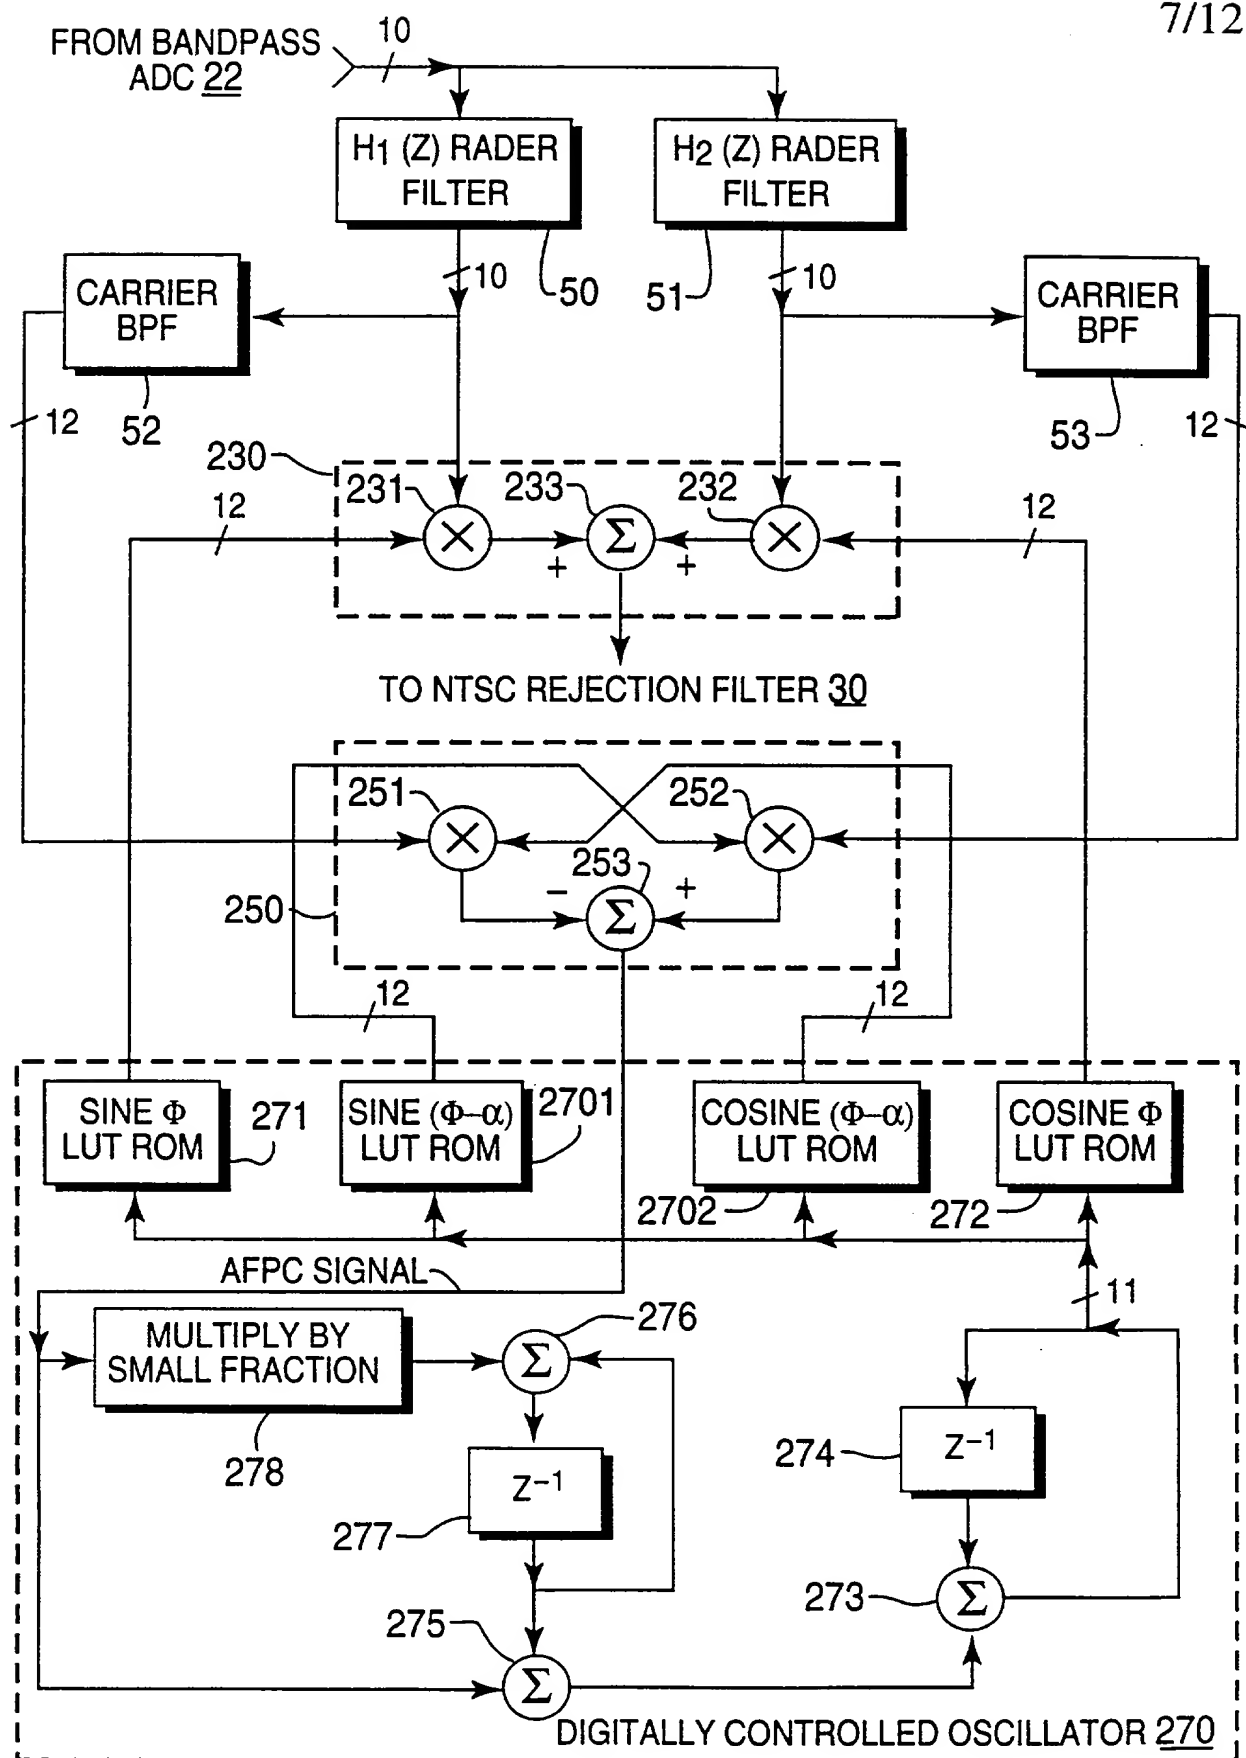 7/12
FROM BANDPASS
ADC 22
10
H1 (Z) RADER
FILTER
H2 (Z) RADER
FILTER
10
50
51
10
CARRIER
BPF
CARRIER
BPF
12
52
53
12
230
231
233
232
12
12
×
Σ
×
+
+
TO NTSC REJECTION FILTER 30
251
252
×
×
253
−
+
Σ
250
12
12
SINE Φ
LUT ROM
271
SINE (Φ–α)
LUT ROM
2701
COSINE (Φ–α)
LUT ROM
COSINE Φ
LUT ROM
2702
272
AFPC SIGNAL
11
MULTIPLY BY
SMALL FRACTION
276
Σ
278
274
Z⁻¹
Z⁻¹
277
273
Σ
275
Σ
DIGITALLY CONTROLLED OSCILLATOR 270